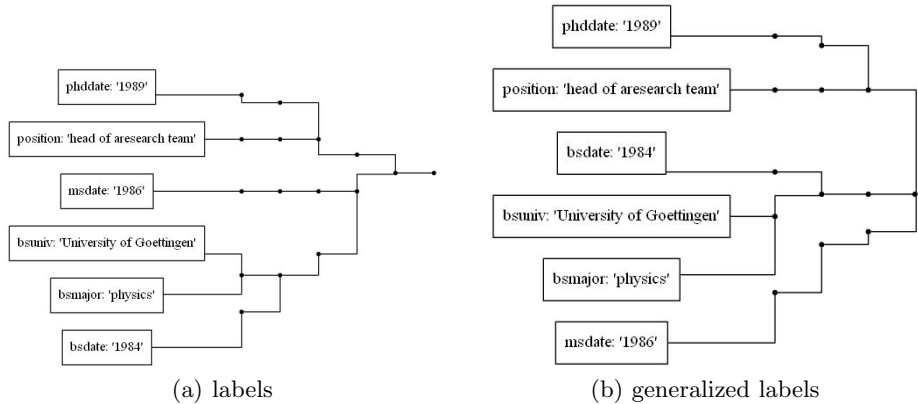 phddate: '1989'
position: 'head of aresearch team'
msdate: '1986'
bsuniv: 'University of Goettingen'
bsmajor: 'physics'
bsdate: '1984'
(a) labels
phddate: '1989'
position: 'head of aresearch team'
bsdate: '1984'
bsuniv: 'University of Goettingen'
bsmajor: 'physics'
msdate: '1986'
(b) generalized labels